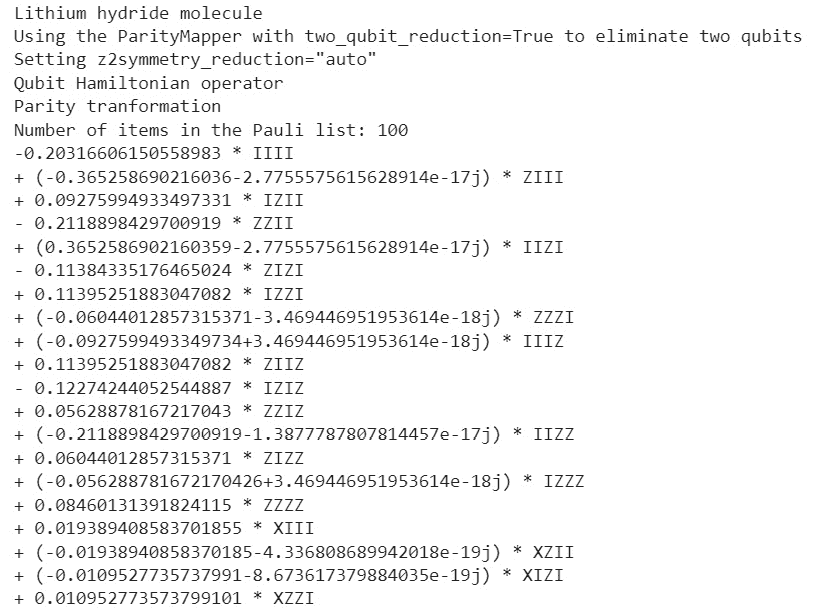 Lithium hydride molecule
Using the ParityMapper with two_qubit_reduction=True to eliminate two qubits
Setting z2symmetry_reduction="auto"
Qubit Hamiltonian operator
Parity tranformation
Number of items in the Pauli list: 100
-0.20316606150558983 * IIII
+ (-0.365258690216036-2.7755575615628914e-17j) * ZIII
+ 0.09275994933497331 * IZII
- 0.2118898429700919 * ZZII
+ (0.3652586902160359-2.7755575615628914e-17j) * IIZI
- 0.11384335176465024 * ZIZI
+ 0.11395251883047082 * IZZI
+ (-0.06044012857315371-3.469446951953614e-18j) * ZZZI
+ (-0.0927599493349734+3.469446951953614e-18j) * IIIZ
+ 0.11395251883047082 * ZIIZ
- 0.12274244052544887 * IZIZ
+ 0.05628878167217043 * ZZIZ
+ (-0.2118898429700919-1.3877787807814457e-17j) * IIZZ
+ 0.06044012857315371 * ZIZZ
+ (-0.056288781672170426+3.469446951953614e-18j) * IZZZ
+ 0.08460131391824115 * ZZZZ
+ 0.019389408583701855 * XIII
+ (-0.01938940858370185-4.336808689942018e-19j) * XZII
+ (-0.0109527735737991-8.673617379884035e-19j) * XIZI
+ 0.010952773573799101 * XZZI